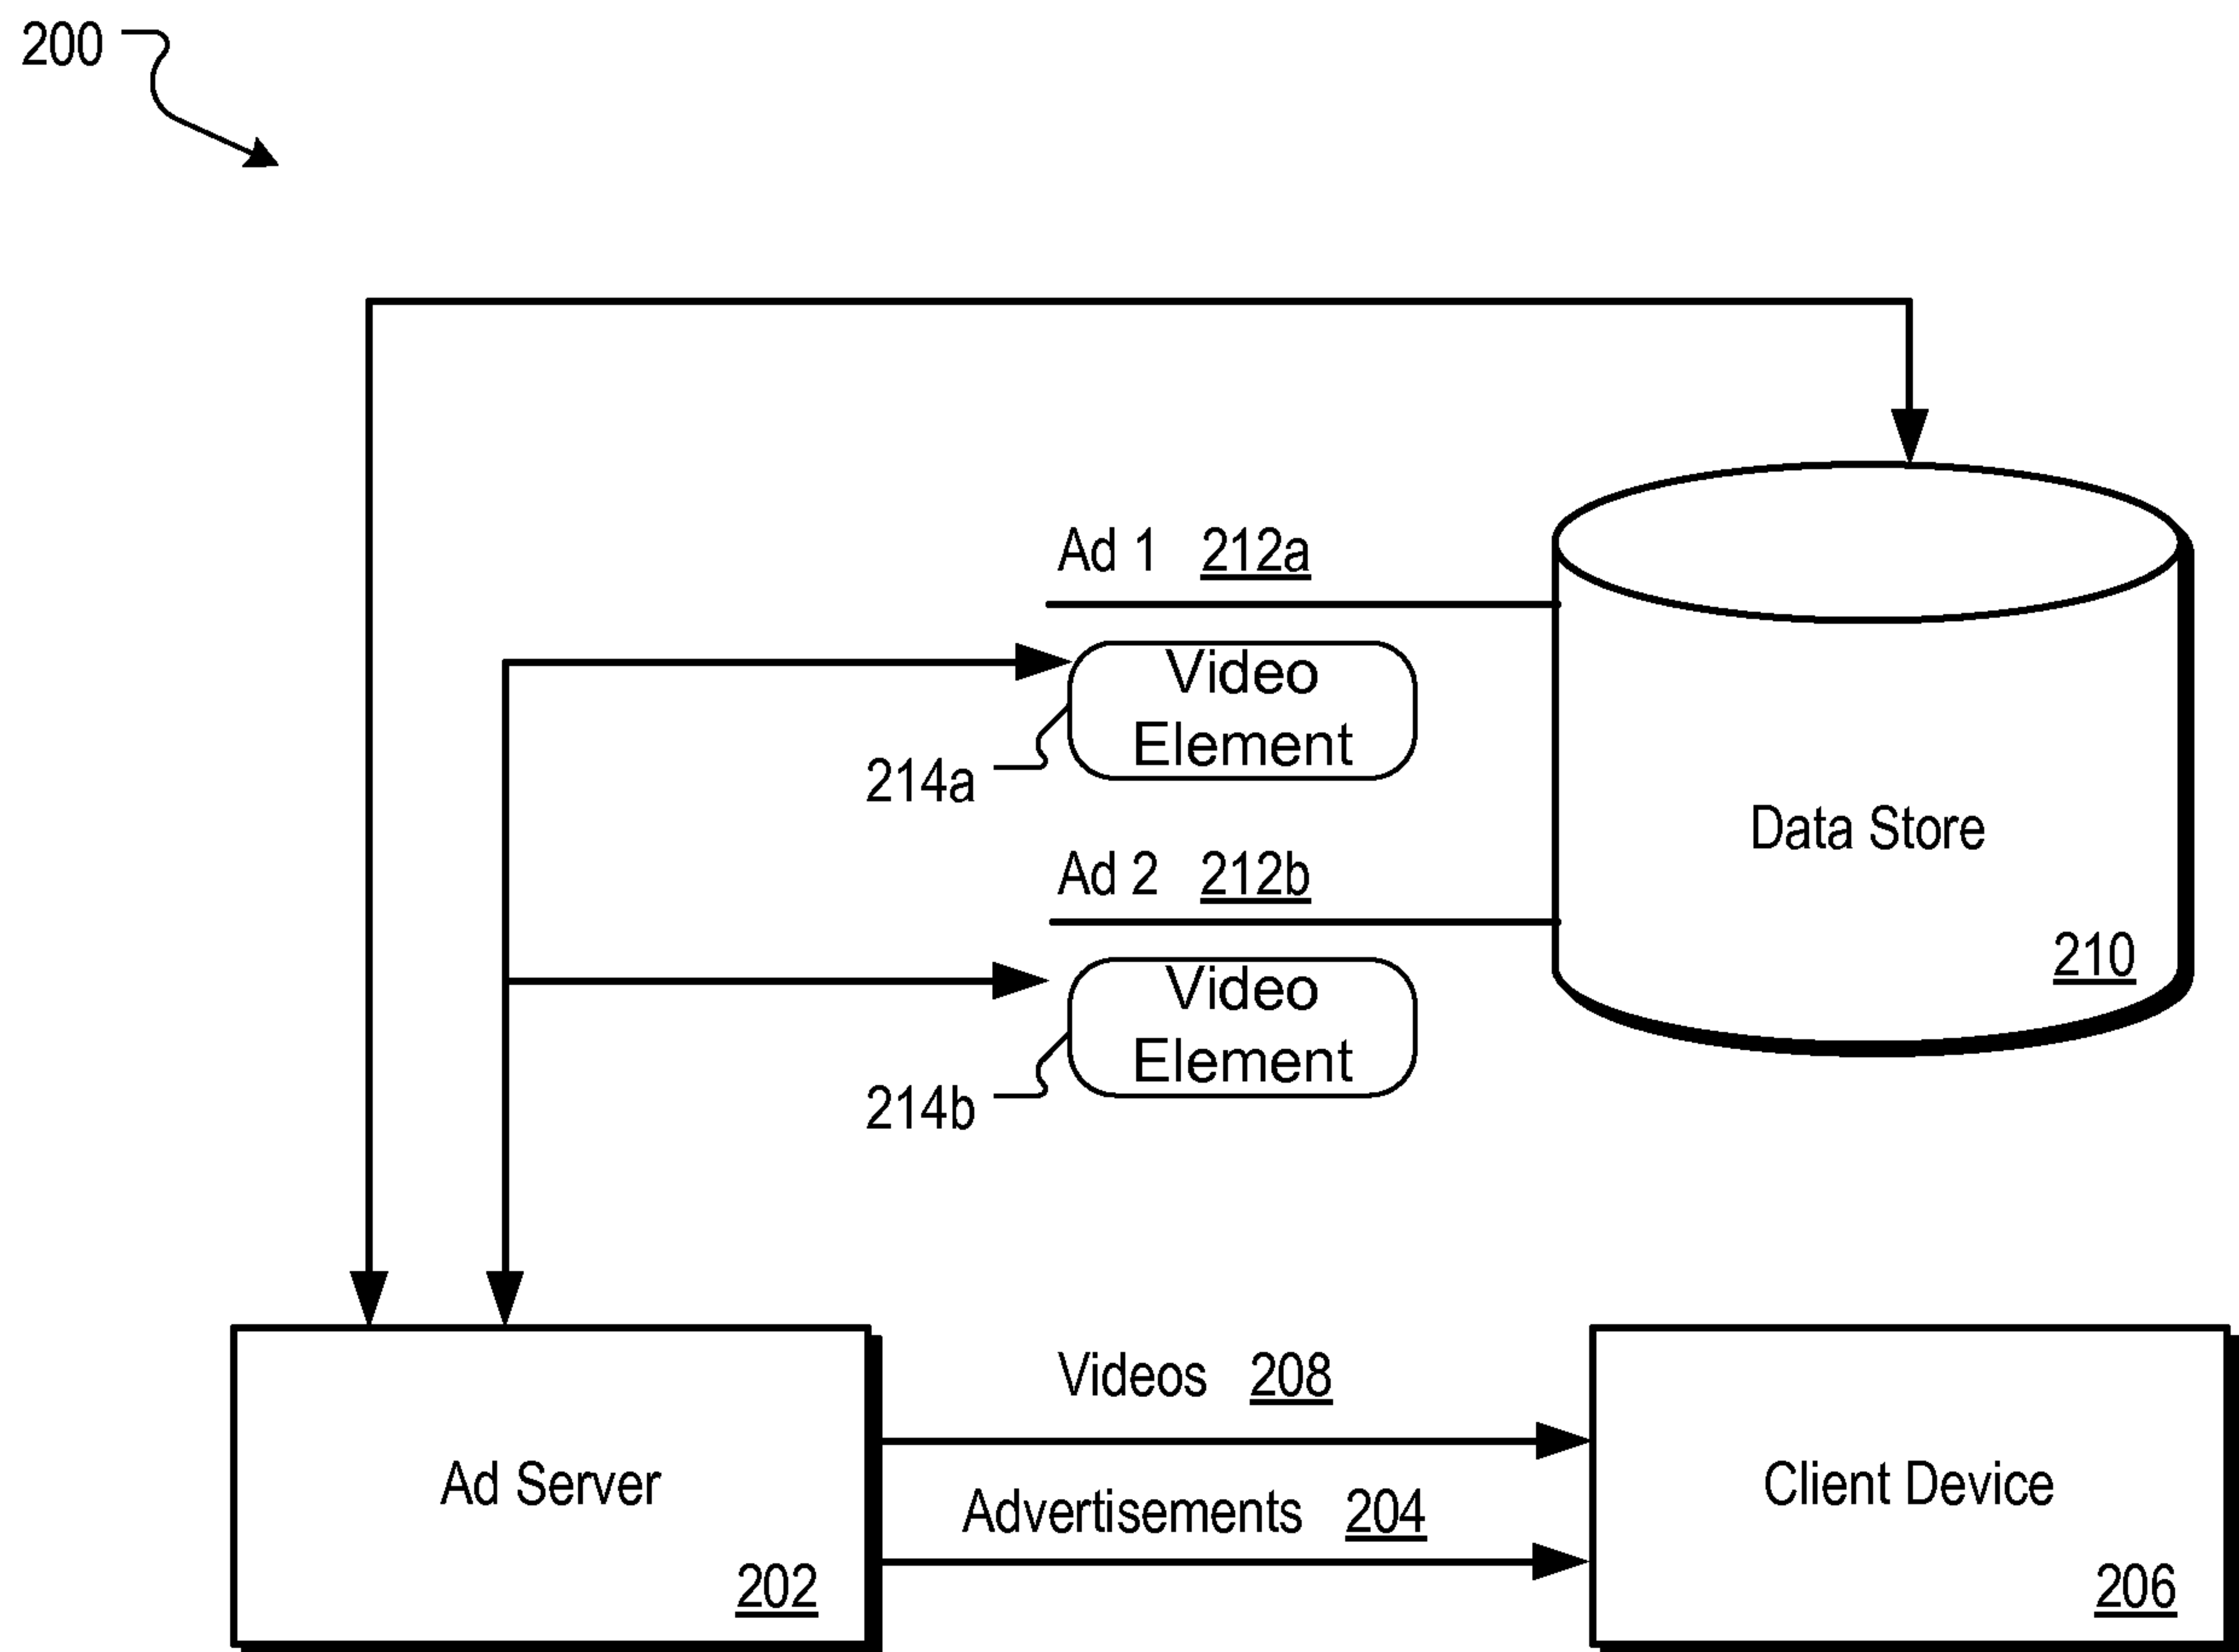 200
Ad 1 212a
Video
Element
214a
Data Store
Ad 2 212b
210
Video
Element
214b
Videos 208
Ad Server
Client Device
Advertisements 204
202
206